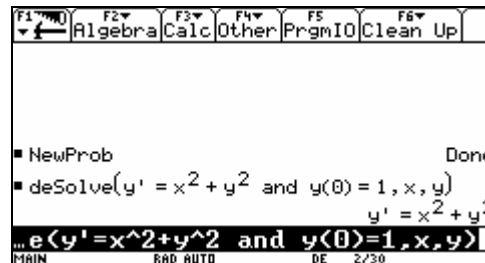 F1 F2 Algebra F3 Calc F4 Other F5 PrgmIO F6 Clean Up
▪ NewProb Done
▪ deSolve(y' = x² + y² and y(0) = 1, x, y)
y' = x² + y²
…e(y'=x^2+y^2 and y(0)=1,x,y)
MAIN RAD AUTO DE 2/30